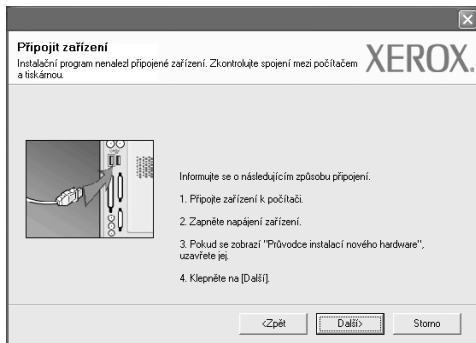 Připojit zařízení
Instalační program nenalezl připojené zařízení. Zkontrolujte spojení mezi počítačem
a tiskárnou.
XEROX.
Informujte se o následujícím způsobu připojení.
1. Připojte zařízení k počítači.
2. Zapněte napájení zařízení.
3. Pokud se zobrazí "Průvodce instalací nového hardware",
uzavřete jej.
4. Klepněte na [Další].
<Zpět
Další>
Storno